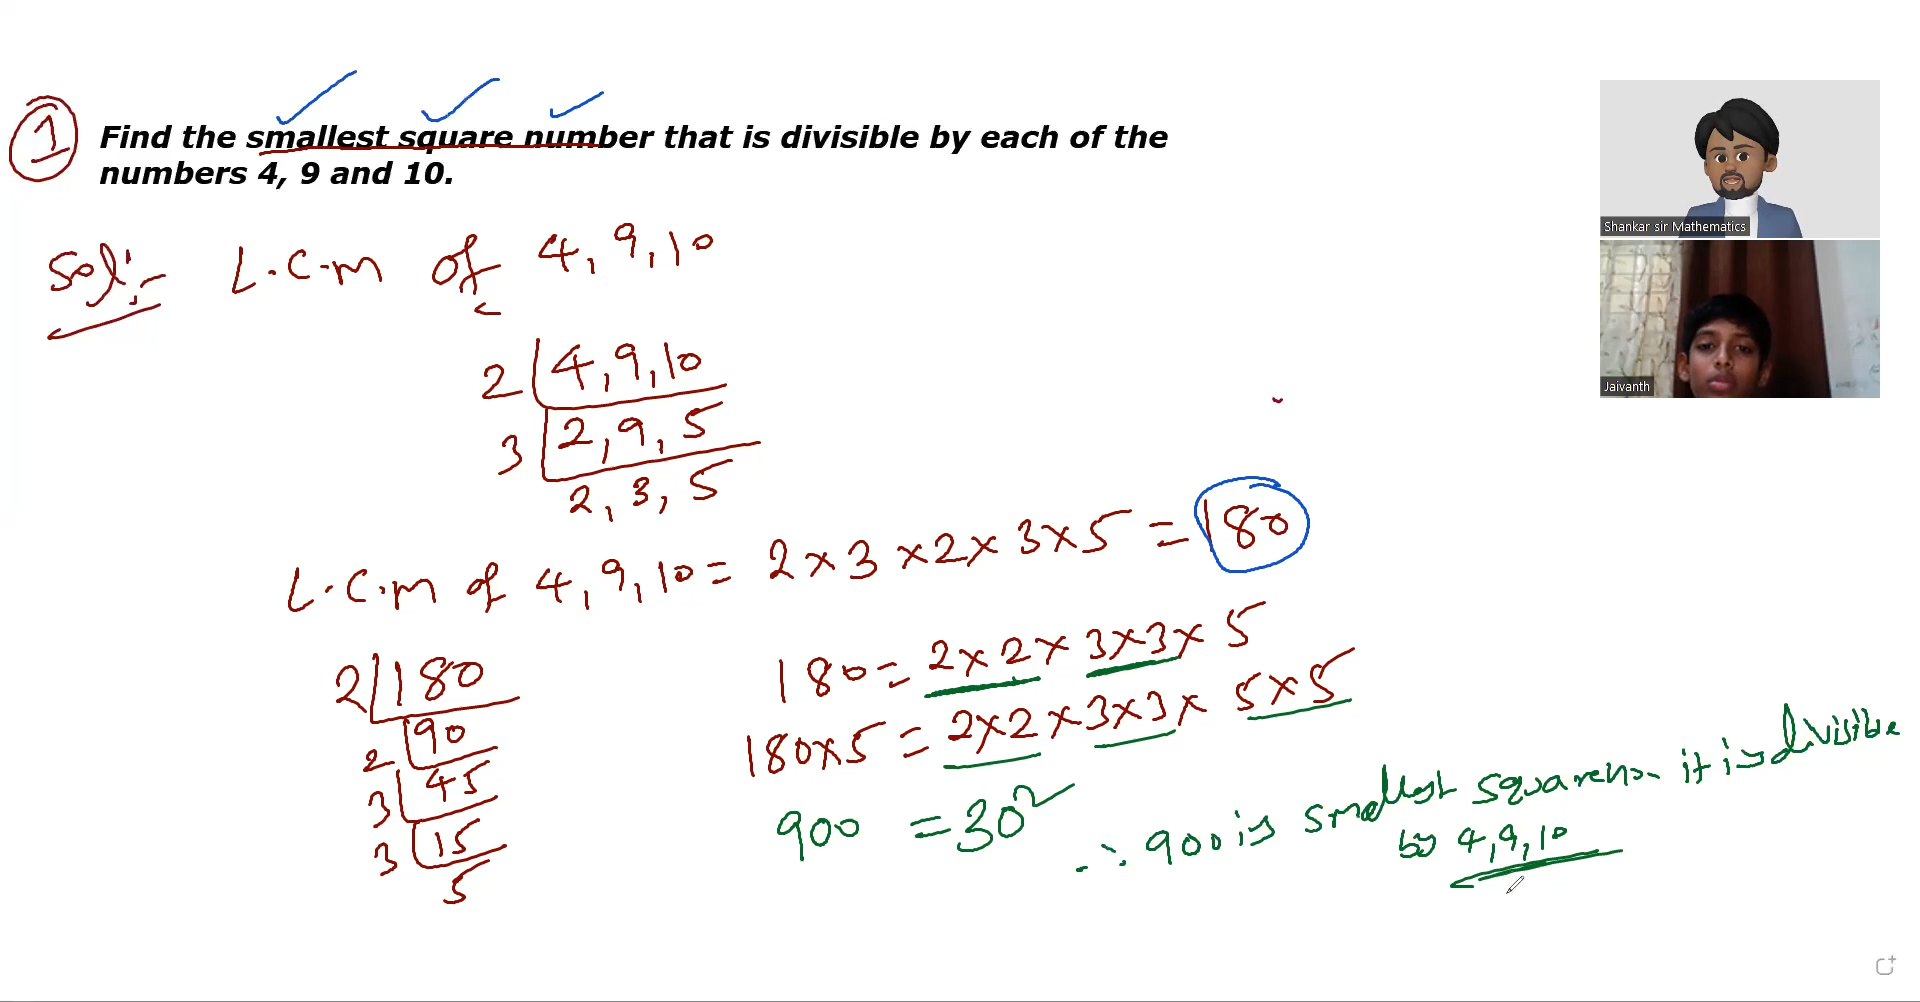 1
Find the smallest square number that is divisible by each of the
numbers 4, 9 and 10.
Shankar sir Mathematics
Jaivanth
Sol:- L.C.M of 4, 9, 10
2 | 4, 9, 10
3 | 2, 9, 5
2, 3, 5
L.C.M of 4, 9, 10 = 2 × 3 × 2 × 3 × 5 = 180
2 | 180
2 | 90
3 | 45
3 | 15
5
180 = 2 × 2 × 3 × 3 × 5
180 × 5 = 2 × 2 × 3 × 3 × 5 × 5
900 = 30²
∴ 900 is smallest square no. it is divisible
by 4, 9, 10